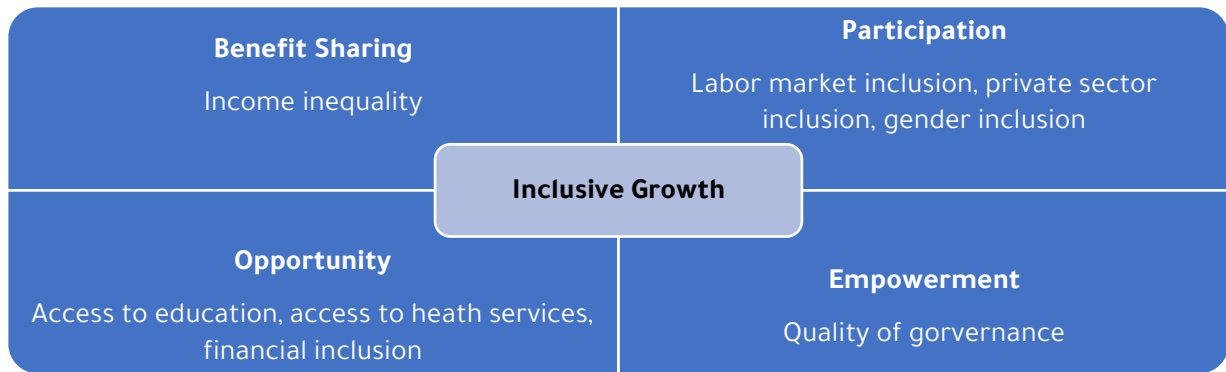 Benefit Sharing
Income inequality
Participation
Labor market inclusion, private sector
inclusion, gender inclusion
Inclusive Growth
Opportunity
Access to education, access to heath services,
financial inclusion
Empowerment
Quality of gorvernance